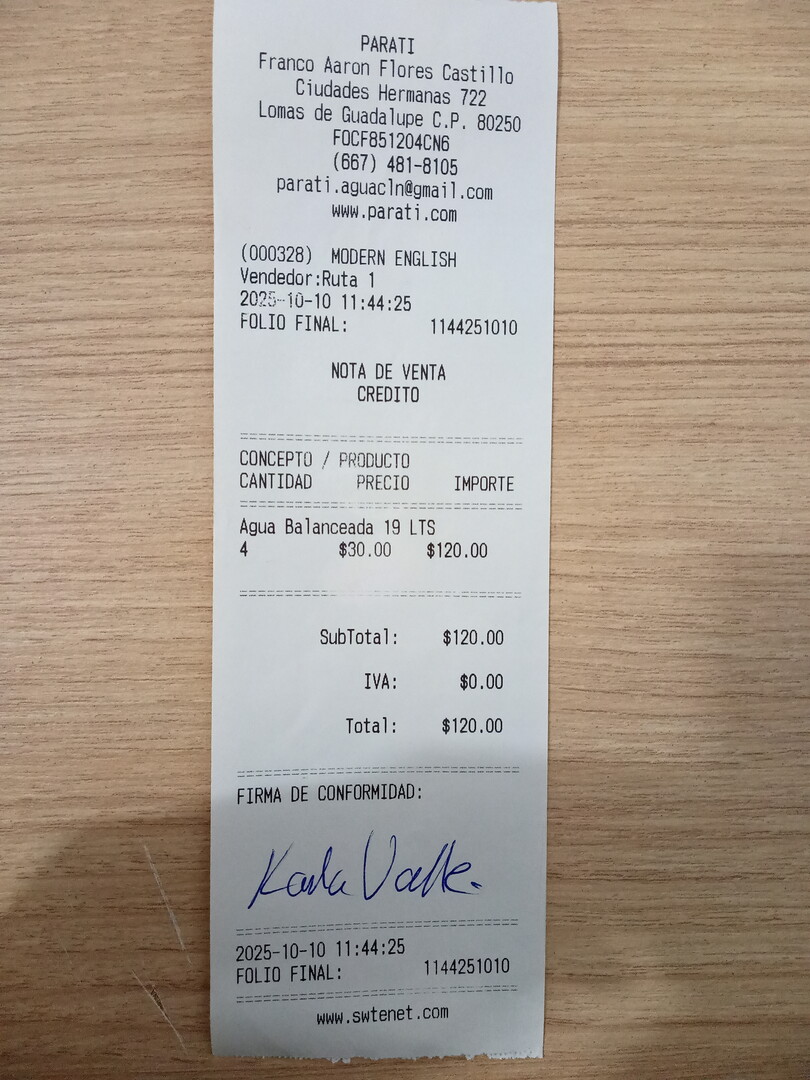 PARATI
Franco Aaron Flores Castillo
Ciudades Hermanas 722
Lomas de Guadalupe C.P. 80250
FOCF851204CN6
(667) 481-8105
parati.aguacln@gmail.com
www.parati.com
(000328) MODERN ENGLISH
Vendedor:Ruta 1
2025-10-10 11:44:25
FOLIO FINAL: 1144251010
NOTA DE VENTA
CREDITO
CONCEPTO / PRODUCTO
CANTIDAD PRECIO IMPORTE
Agua Balanceada 19 LTS
4 $30.00 $120.00
SubTotal: $120.00
IVA: $0.00
Total: $120.00
FIRMA DE CONFORMIDAD:
Karla Valle.
2025-10-10 11:44:25
FOLIO FINAL: 1144251010
www.swtenet.com